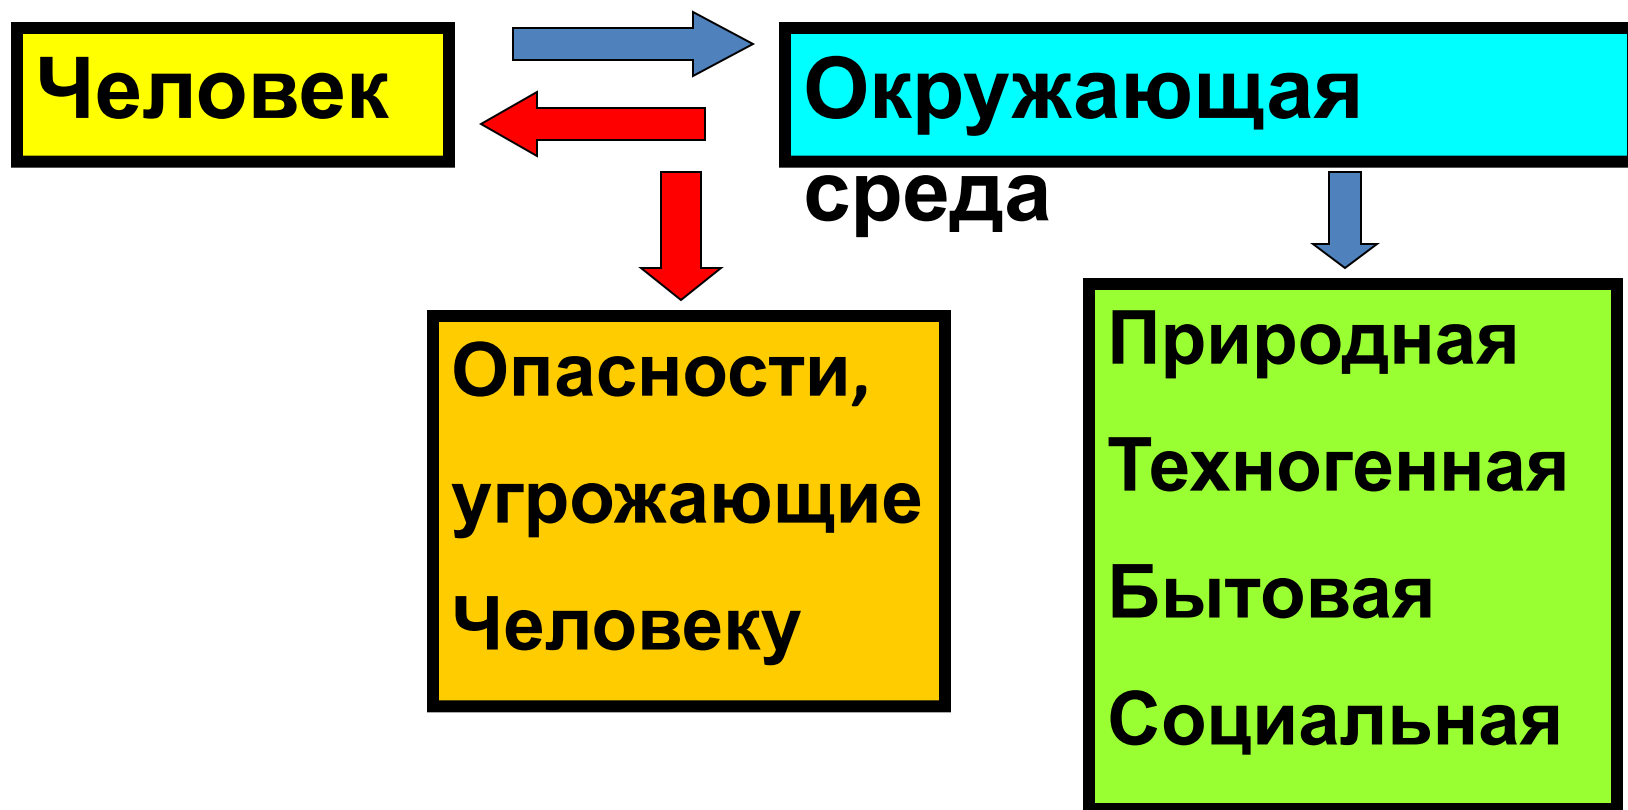 Человек
Окружающая
среда
Опасности,
угрожающие
Человеку
Природная
Техногенная
Бытовая
Социальная